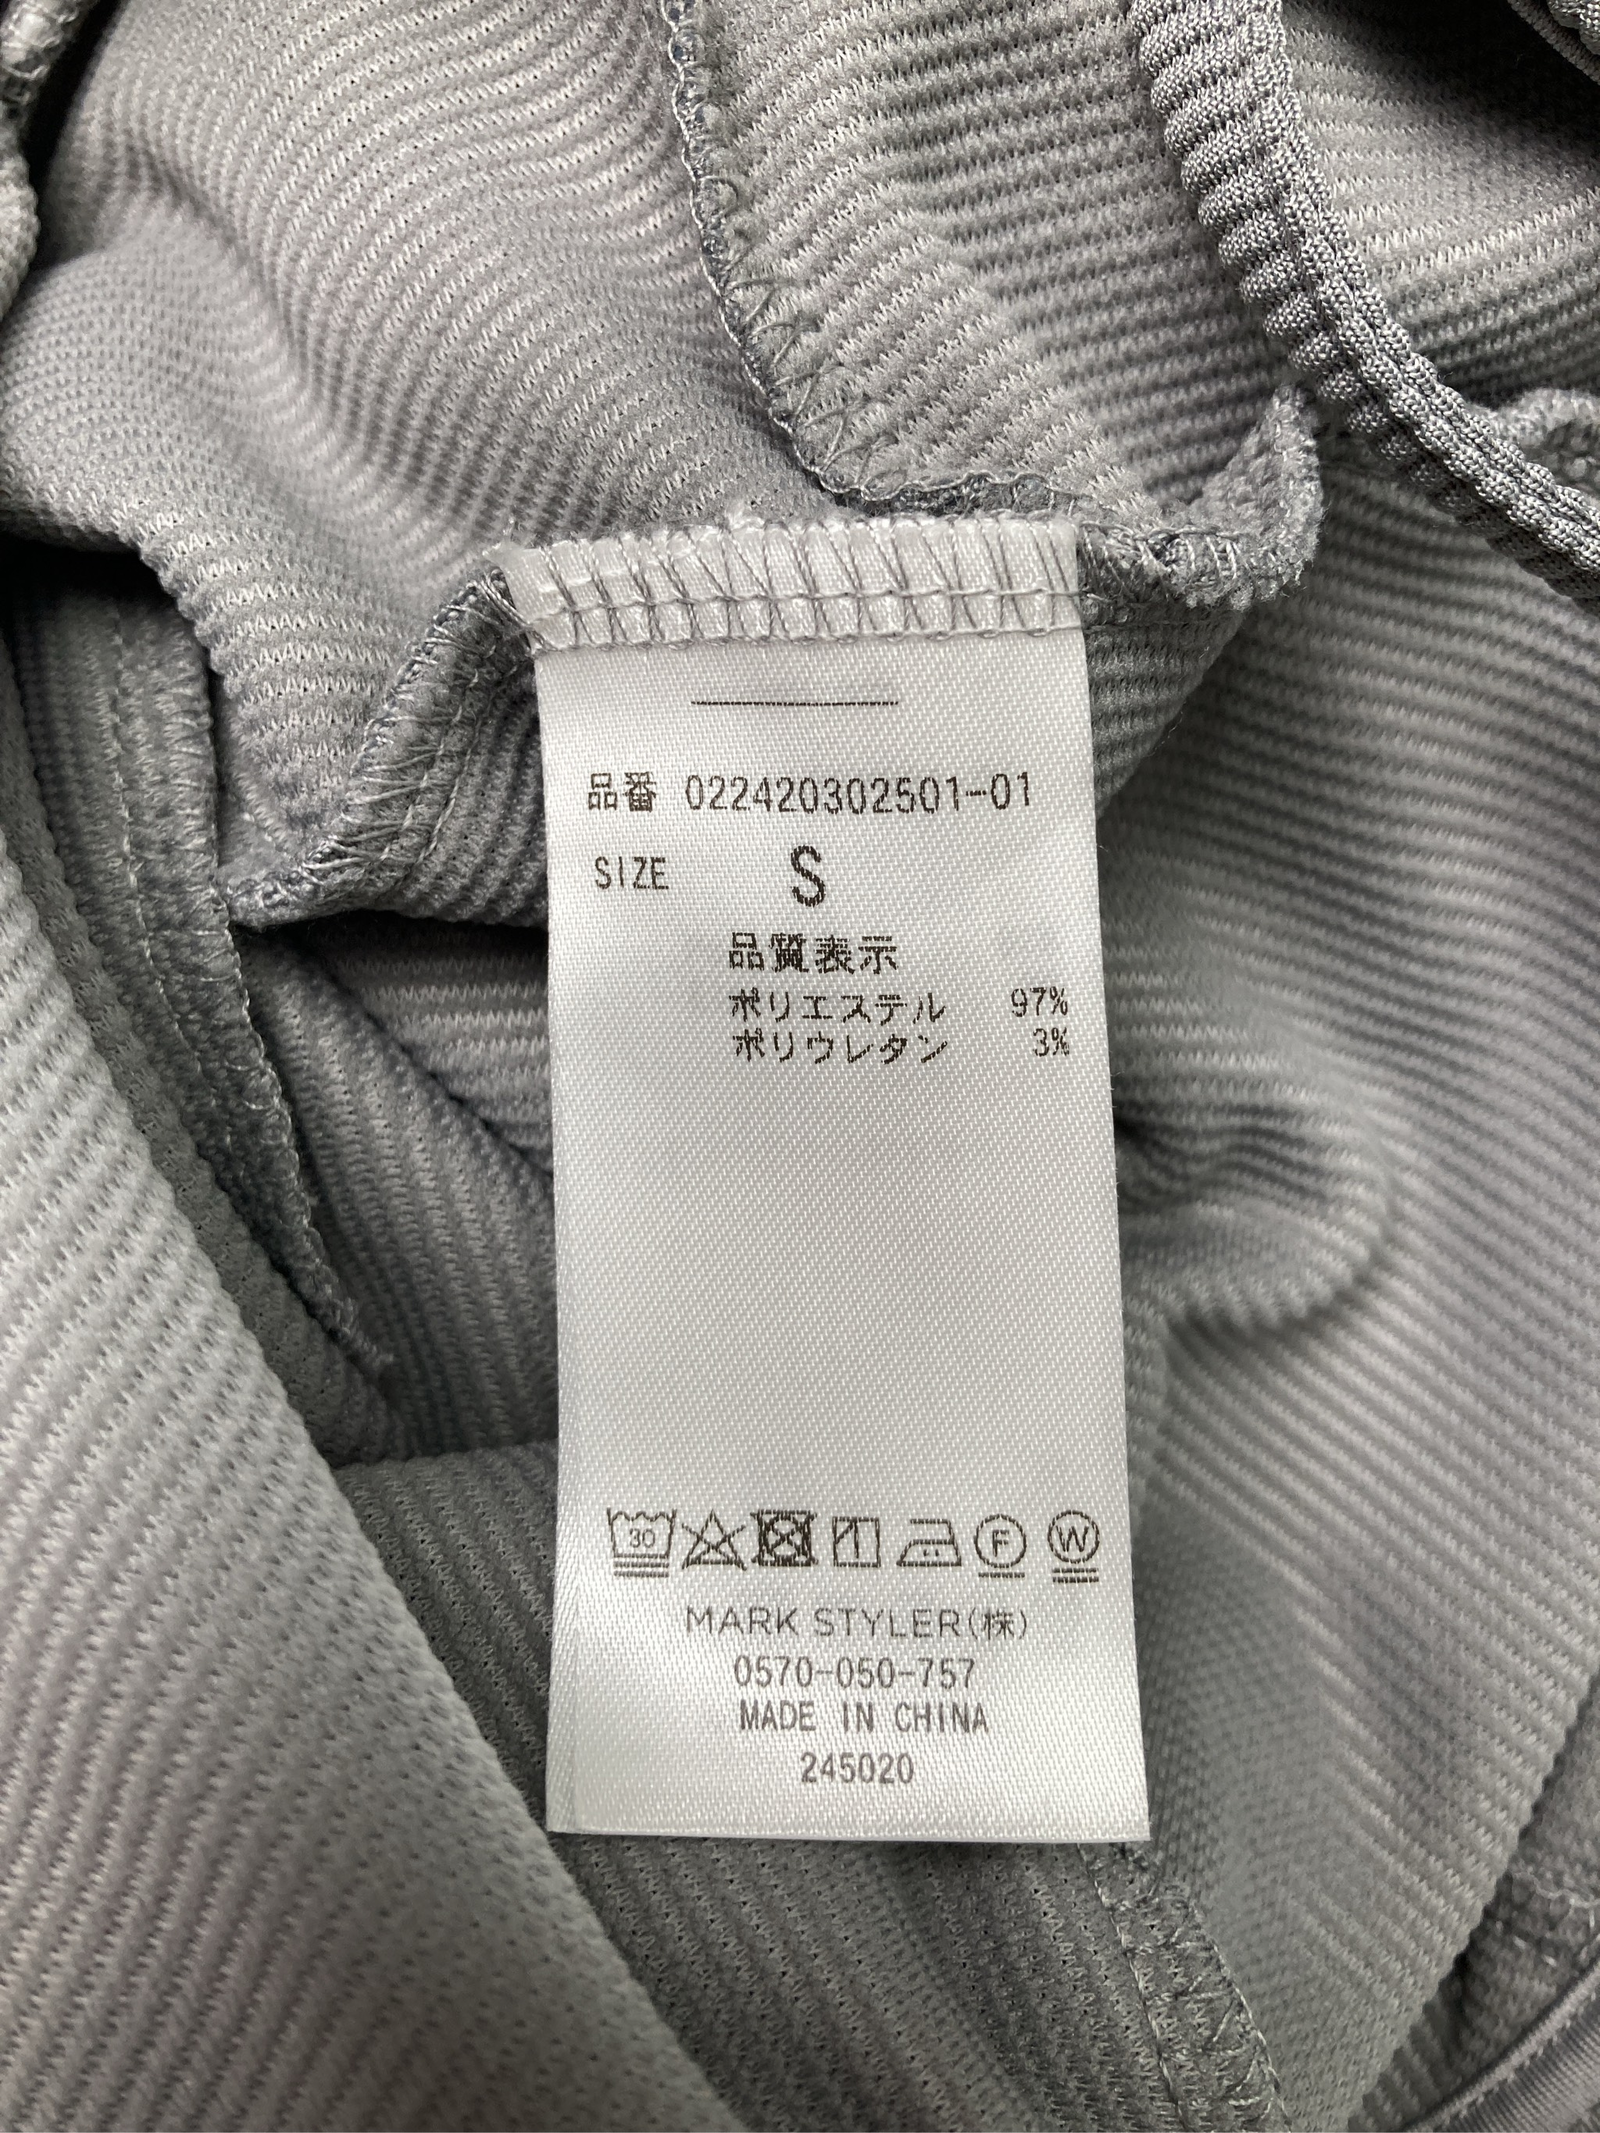 品番 022420302501-01
SIZE S
品質表示
ポリエステル 97%
ポリウレタン 3%
30 F W
MARK STYLER(株)
0570-050-757
MADE IN CHINA
245020